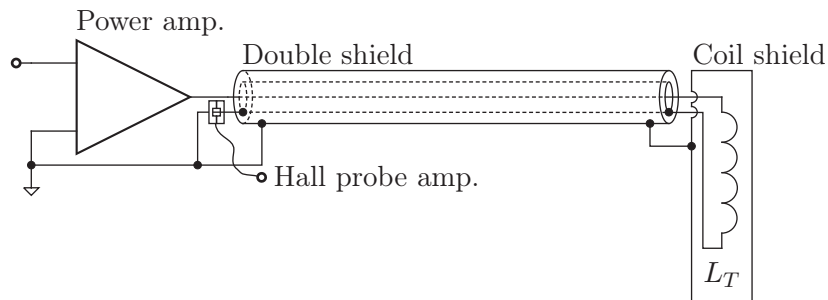 Power amp.
Double shield
Coil shield
Hall probe amp.
L_T